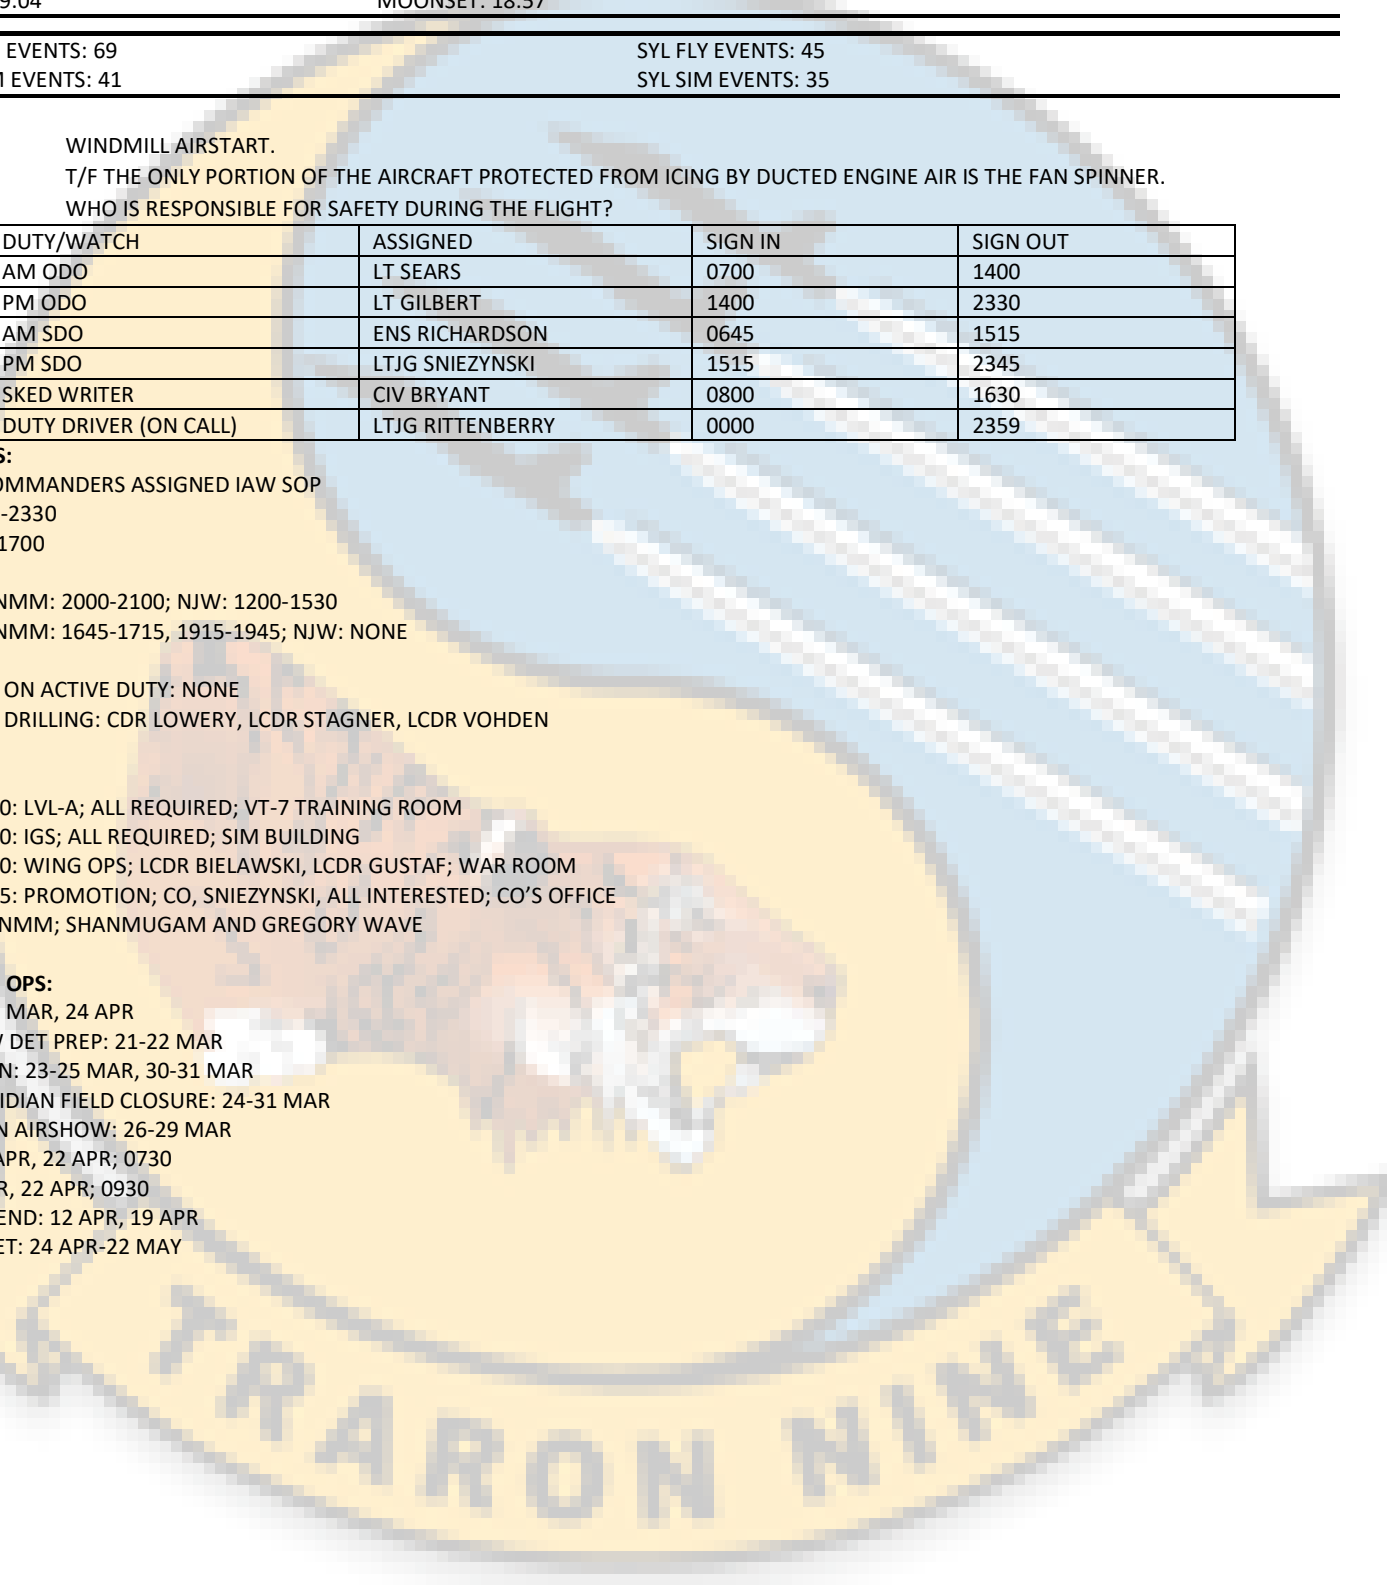 9:04 MOONSET: 18:57
EVENTS: 69 SYL FLY EVENTS: 45
EVENTS: 41 SYL SIM EVENTS: 35
WINDMILL AIRSTART.
T/F THE ONLY PORTION OF THE AIRCRAFT PROTECTED FROM ICING BY DUCTED ENGINE AIR IS THE FAN SPINNER.
WHO IS RESPONSIBLE FOR SAFETY DURING THE FLIGHT?
DUTY/WATCH ASSIGNED SIGN IN SIGN OUT
AM ODO LT SEARS 0700 1400
PM ODO LT GILBERT 1400 2330
AM SDO ENS RICHARDSON 0645 1515
PM SDO LTJG SNIEZYNSKI 1515 2345
SKED WRITER CIV BRYANT 0800 1630
DUTY DRIVER (ON CALL) LTJG RITTENBERRY 0000 2359
S:
OMMANDERS ASSIGNED IAW SOP
-2330
1700
NMM: 2000-2100; NJW: 1200-1530
NMM: 1645-1715, 1915-1945; NJW: NONE
ON ACTIVE DUTY: NONE
DRILLING: CDR LOWERY, LCDR STAGNER, LCDR VOHDEN
0: LVL-A; ALL REQUIRED; VT-7 TRAINING ROOM
0: IGS; ALL REQUIRED; SIM BUILDING
0: WING OPS; LCDR BIELAWSKI, LCDR GUSTAF; WAR ROOM
5: PROMOTION; CO, SNIEZYNSKI, ALL INTERESTED; CO’S OFFICE
NMM; SHANMUGAM AND GREGORY WAVE
OPS:
MAR, 24 APR
DET PREP: 21-22 MAR
N: 23-25 MAR, 30-31 MAR
IDIAN FIELD CLOSURE: 24-31 MAR
N AIRSHOW: 26-29 MAR
APR, 22 APR; 0730
R, 22 APR; 0930
END: 12 APR, 19 APR
ET: 24 APR-22 MAY
TRARON NINE